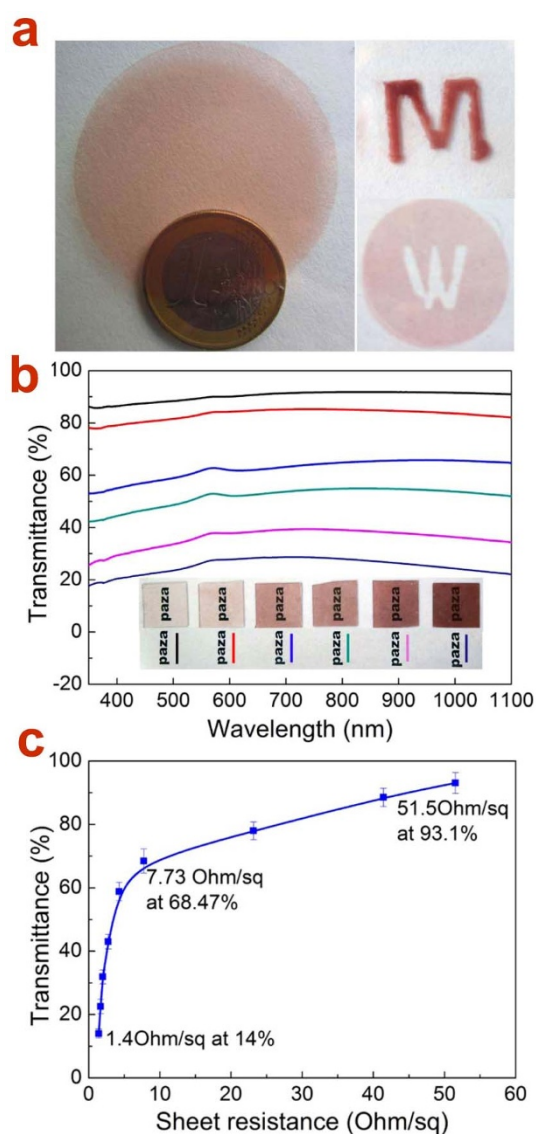 a
M
W
b
Transmittance (%)
100
80
60
40
20
0
-20
paza paza paza paza paza paza
paza paza paza paza paza paza
400 500 600 700 800 900 1000 1100
Wavelength (nm)
c
Transmittance (%)
100
80
60
40
20
0
51.5Ohm/sq
at 93.1%
7.73 Ohm/sq
at 68.47%
1.4Ohm/sq at 14%
0 10 20 30 40 50 60
Sheet resistance (Ohm/sq)